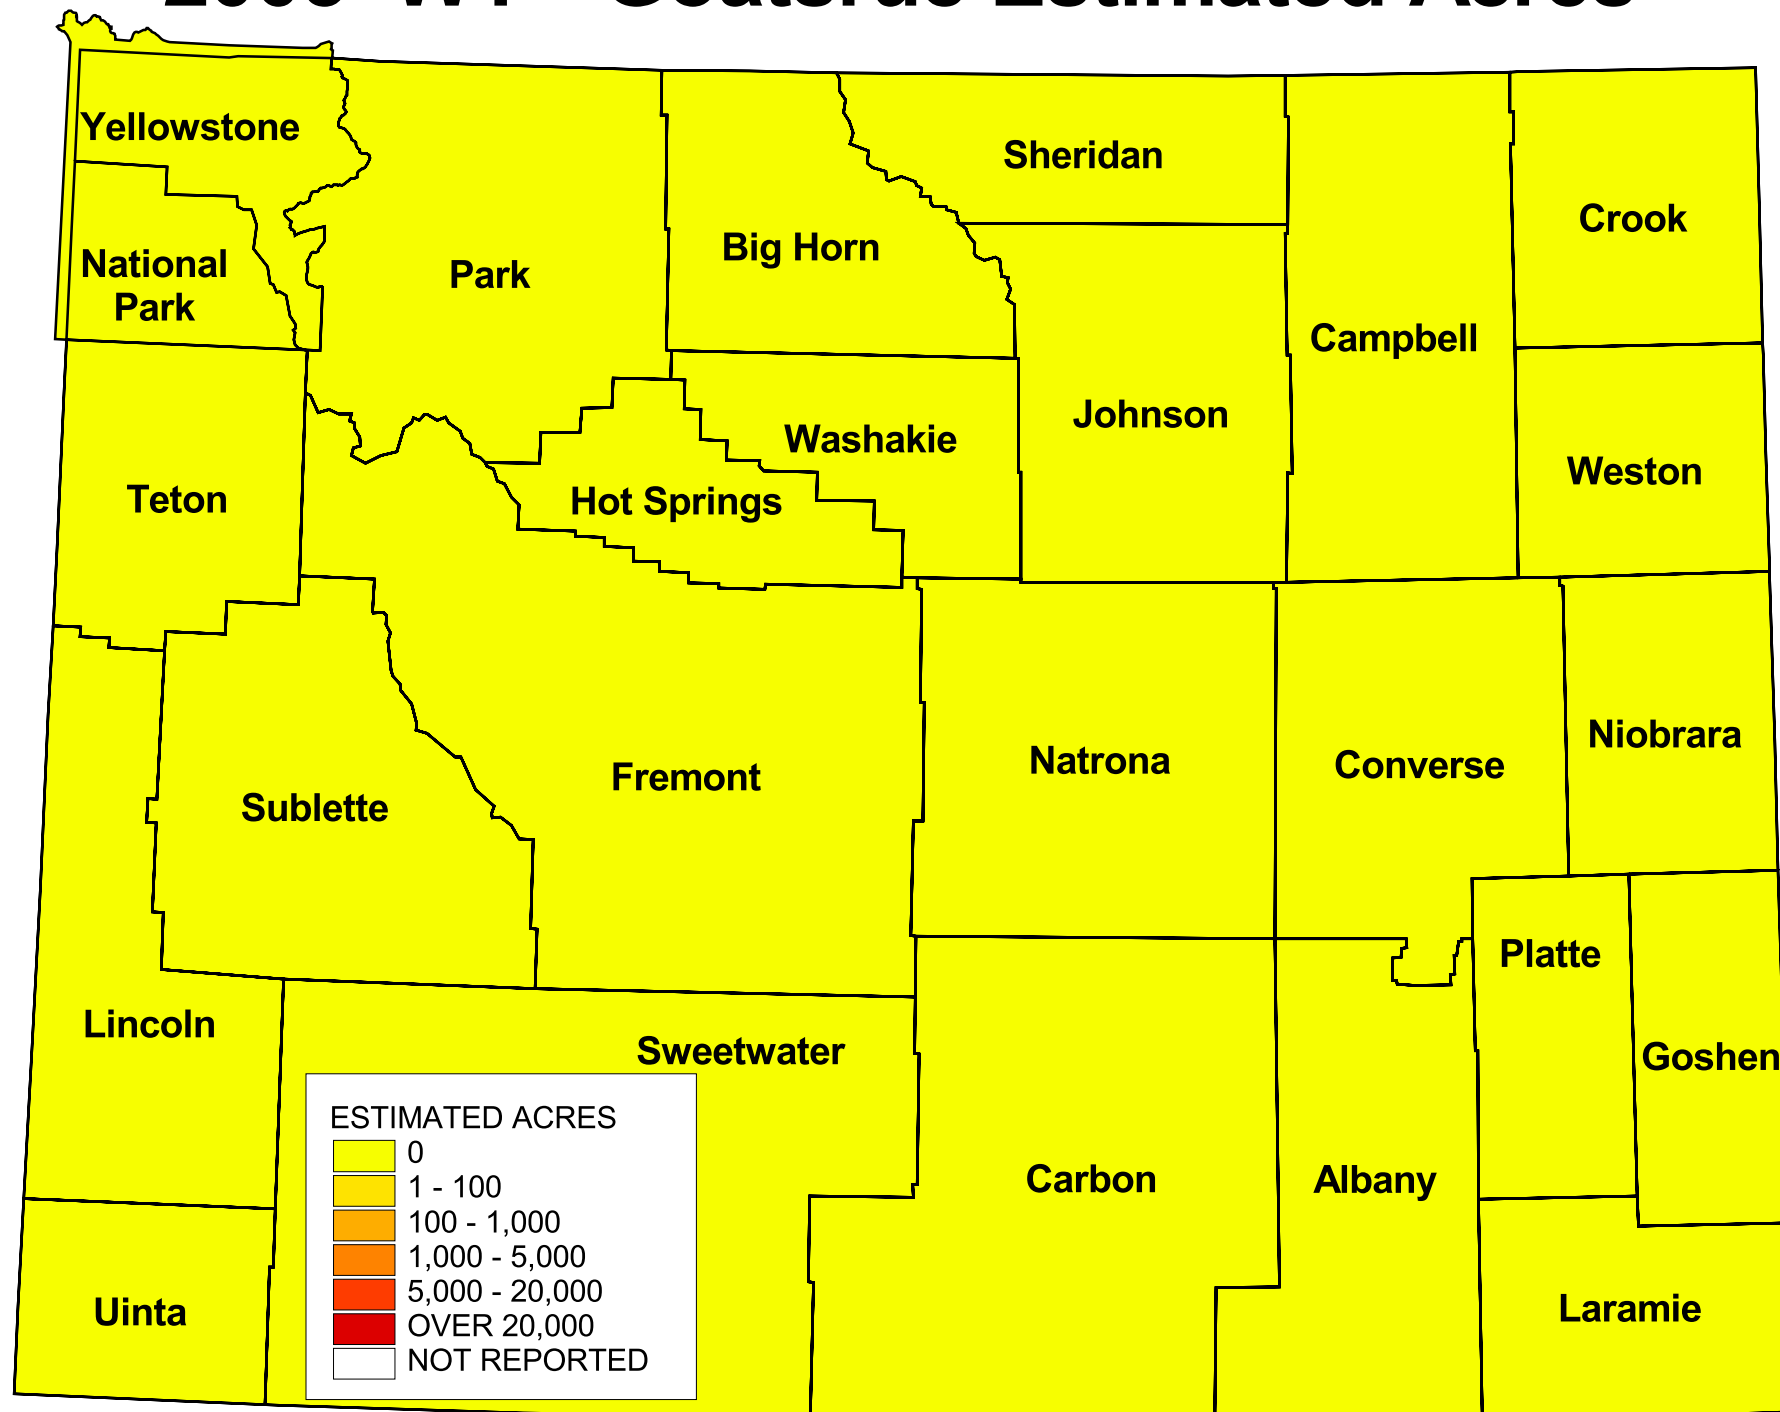 Estimated Acres
Yellowstone
National
Park
Park
Big Horn
Sheridan
Campbell
Crook
Johnson
Weston
Washakie
Hot Springs
Teton
Sublette
Fremont
Natrona
Converse
Niobrara
Platte
Goshen
Lincoln
Sweetwater
Carbon
Albany
Laramie
Uinta
ESTIMATED ACRES
0
1 - 100
100 - 1,000
1,000 - 5,000
5,000 - 20,000
OVER 20,000
NOT REPORTED